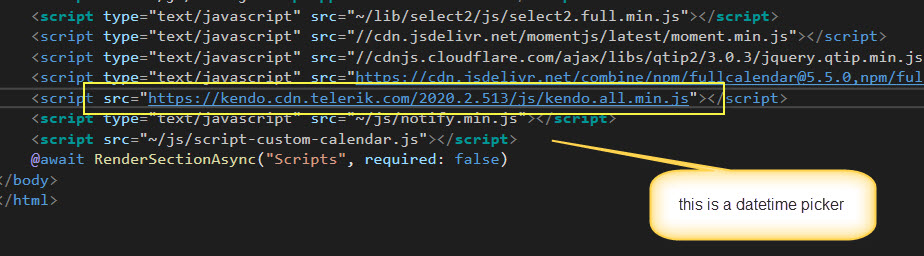 <script type="text/javascript" src="~/lib/select2/js/select2.full.min.js"></script>
<script type="text/javascript" src="//cdn.jsdelivr.net/momentjs/latest/moment.min.js"></script>
<script type="text/javascript" src="//cdnjs.cloudflare.com/ajax/libs/qtip2/3.0.3/jquery.qtip.min.js
<script type="text/javascript" src="https://cdn.jsdelivr.net/combine/npm/fullcalendar@5.5.0,npm/ful
<script src="https://kendo.cdn.telerik.com/2020.2.513/js/kendo.all.min.js"></script>
<script type="text/javascript" src="~/js/notify.min.js"></script>
<script src="~/js/script-custom-calendar.js"></script>
@await RenderSectionAsync("Scripts", required: false)
</body>
</html>
this is a datetime picker